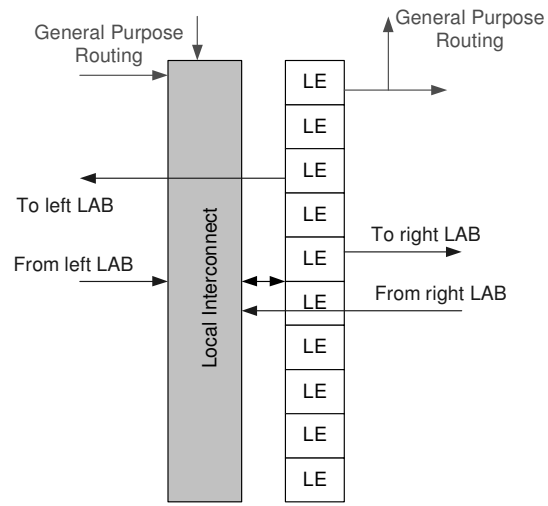 General Purpose
Routing
General Purpose
Routing
LE
LE
LE
To left LAB
LE
To right LAB
From left LAB
LE
From right LAB
Local Interconnect
LE
LE
LE
LE
LE